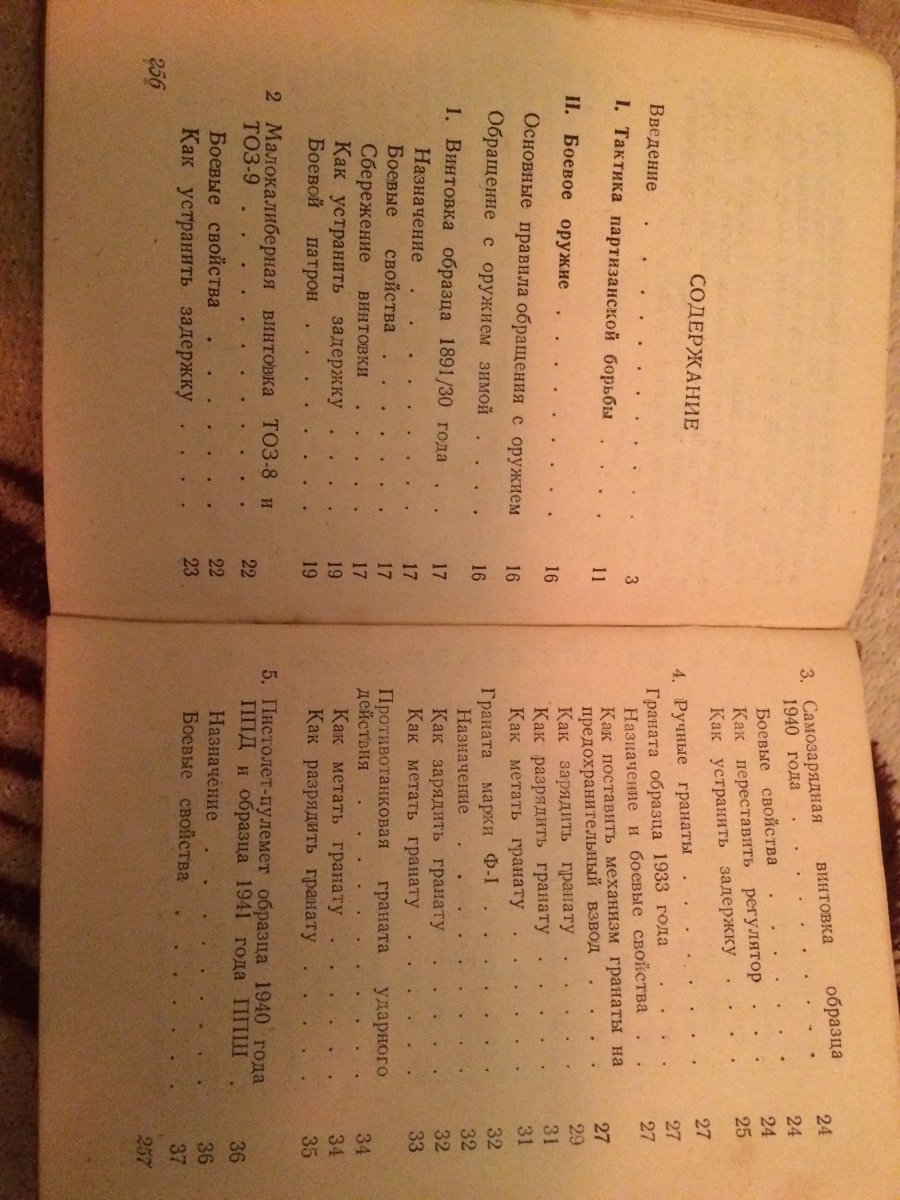 СОДЕРЖАНИЕ
Введение . . . . . . . . . 3
I. Тактика партизанской борьбы . . . 11
II. Боевое оружие . . . . . . . 16
Основные правила обращения с оружием 16
Обращение с оружием зимой . . . . 16
1. Винтовка образца 1891/30 года . . 17
Назначение . . . . . . . . 17
Боевые свойства . . . . . . 17
Сбережение винтовки . . . . . 17
Как устранить задержку . . . . 19
Боевой патрон . . . . . . . 19
2 Малокалиберная винтовка ТОЗ-8 и
ТОЗ-9 . . . . . . . . . . 22
Боевые свойства . . . . . . 22
Как устранить задержку . . . . 23
256
3. Самозарядная винтовка образца
1940 года . . . . . . . . . 24
Боевые свойства . . . . . . 24
Как переставить регулятор . . . 24
Как устранить задержку . . . . 25
4. Ручные гранаты . . . . . . . 27
Граната образца 1933 года . . . . 27
Назначение и боевые свойства . . 27
Как поставить механизм гранаты на
предохранительный взвод . . . 27
Как зарядить гранату . . . . 29
Как разрядить гранату . . . . 31
Как метать гранату . . . . . 31
Граната марки Ф-1 . . . . . . 32
Назначение . . . . . . . . 32
Как зарядить гранату . . . . 32
Как метать гранату . . . . . 33
Противотанковая граната ударного
действия . . . . . . . . . 34
Как метать гранату . . . . . 34
Как разрядить гранату . . . . 35
5. Пистолет-пулемет образца 1940 года
ППД и образца 1941 года ППШ . 36
Назначение . . . . . . . . 36
Боевые свойства . . . . . . 37
257